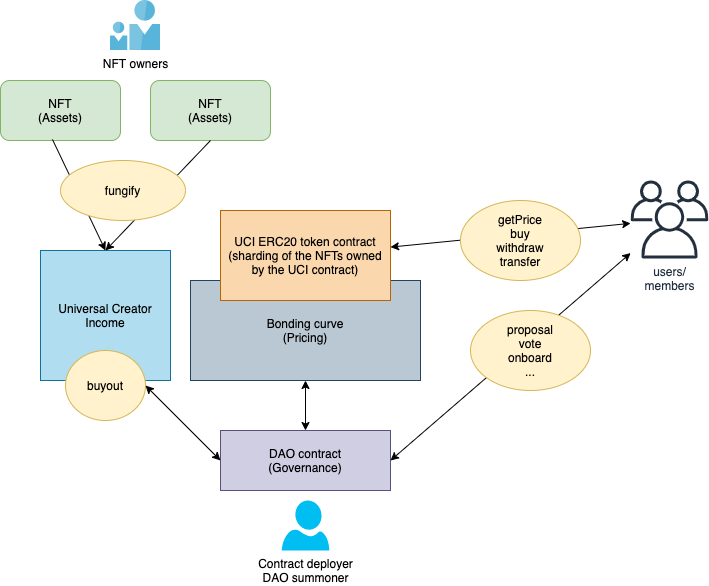 NFT owners
NFT
(Assets)
NFT
(Assets)
fungify
UCI ERC20 token contract
(sharding of the NFTs owned
by the UCI contract)
getPrice
buy
withdraw
transfer
users/
members
Universal Creator
Income
Bonding curve
(Pricing)
proposal
vote
onboard
...
buyout
DAO contract
(Governance)
Contract deployer
DAO summoner